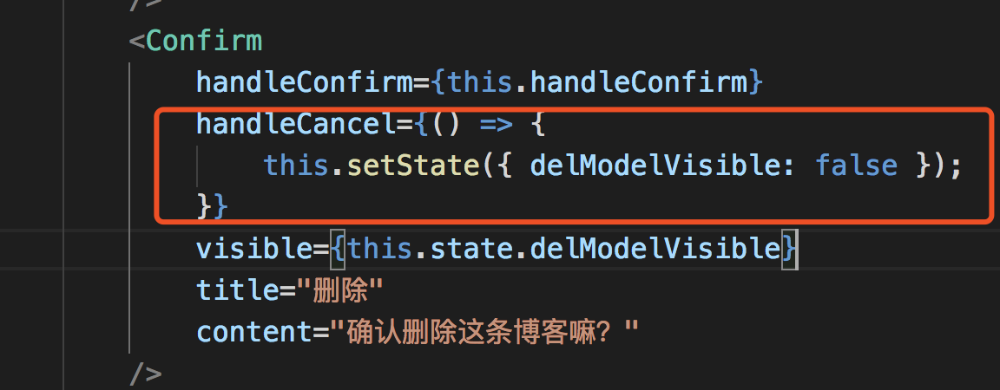 />
<Confirm
handleConfirm={this.handleConfirm}
handleCancel={() => {
this.setState({ delModelVisible: false });
}}
visible={this.state.delModelVisible}
title="删除"
content="确认删除这条博客嘛？"
/>